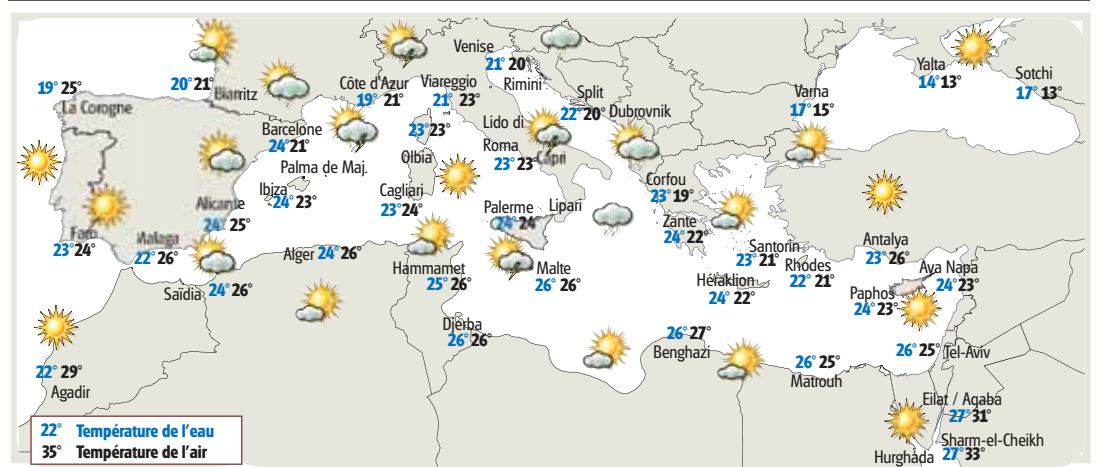 Venise
21° 20°
Rimini
Yalta
14° 13°
Sotchi
17° 13°
19° 25°
La Corogne
20° 21°
Biarritz
Côte d'Azur
19° 21°
Viareggio
21° 23°
Split
22° 20°
Dubrovnik
Varna
17° 15°
Barcelone
24° 21°
23° 23°
Olbia
Lido di
Roma
23° 23°
Capri
Palma de Maj.
Ibiza
24° 23°
Cagliari
23° 24°
Corfou
23° 19°
Alicante
24° 25°
Palerme
24° 24°
Lipari
Zante
24° 22°
Faro
23° 24°
Malaga
22° 26°
Alger 24° 26°
Santorin
23° 21°
Antalya
23° 26°
Hammamet
25° 26°
Malte
26° 26°
Héraklion
24° 22°
Rhodes
22° 21°
Aya Napa
24° 23°
Paphos
24° 23°
Saïdia
24° 26°
Djerba
26° 26°
26° 27°
Benghazi
26° 25°
Matrouh
26° 25°
Tel-Aviv
22° 29°
Agadir
Eilat / Aqaba
27° 31°
Sharm-el-Cheikh
27° 33°
Hurghada
22° Température de l'eau
35° Température de l'air